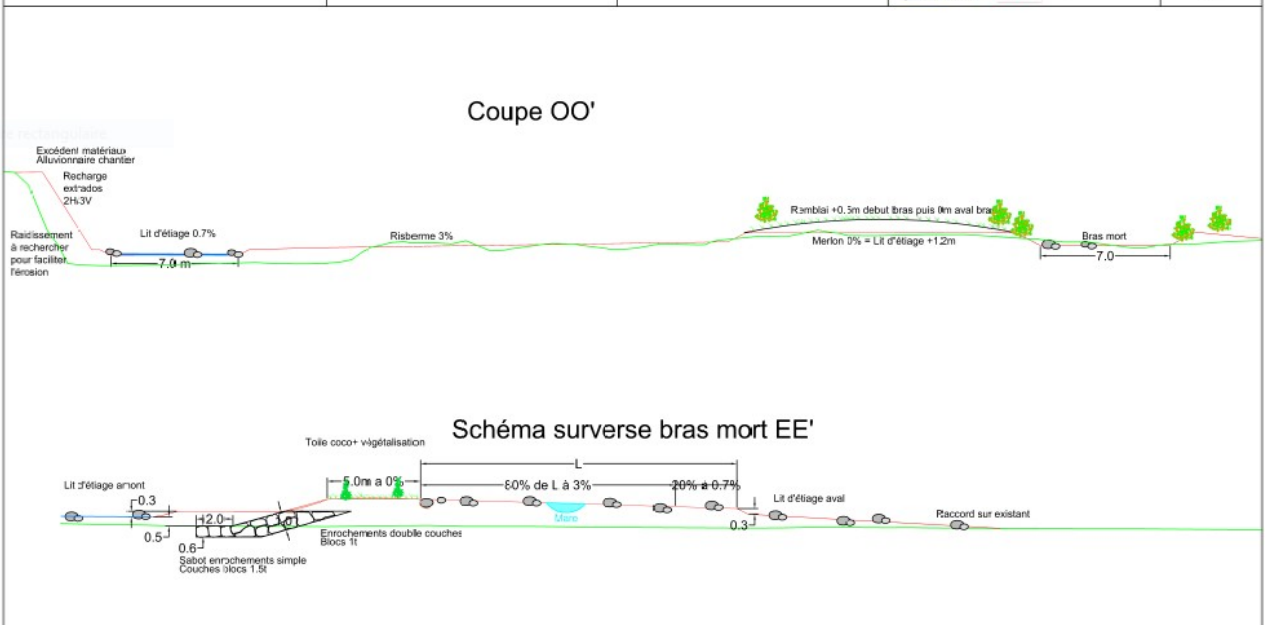 Coupe OO'
rectangulaire
Excédent matériaux
Alluvionnaire chantier
Recharge
extrados
2H/3V
Raidissement
à rechercher
pour faciliter
l'érosion
Lit d'étiage 0.7%
7.0 m
Risberme 3%
Remblai +0.5m debut bras puis 0m aval bras
Merlon 0% = Lit d'étiage +1.2m
Bras mort
7.0
Schéma surverse bras mort EE'
Toile coco+ végétalisation
L
5.0m a 0%
80% de L à 3%
20% a 0.7%
Lit d'étiage amont
0.3
2.0
1.0
0.5
0.6
Mare
Lit d'étiage aval
0.3
Raccord sur existant
Enrochements double couches
Blocs 1t
Sabot enrochements simple
Couches blocs 1.5t